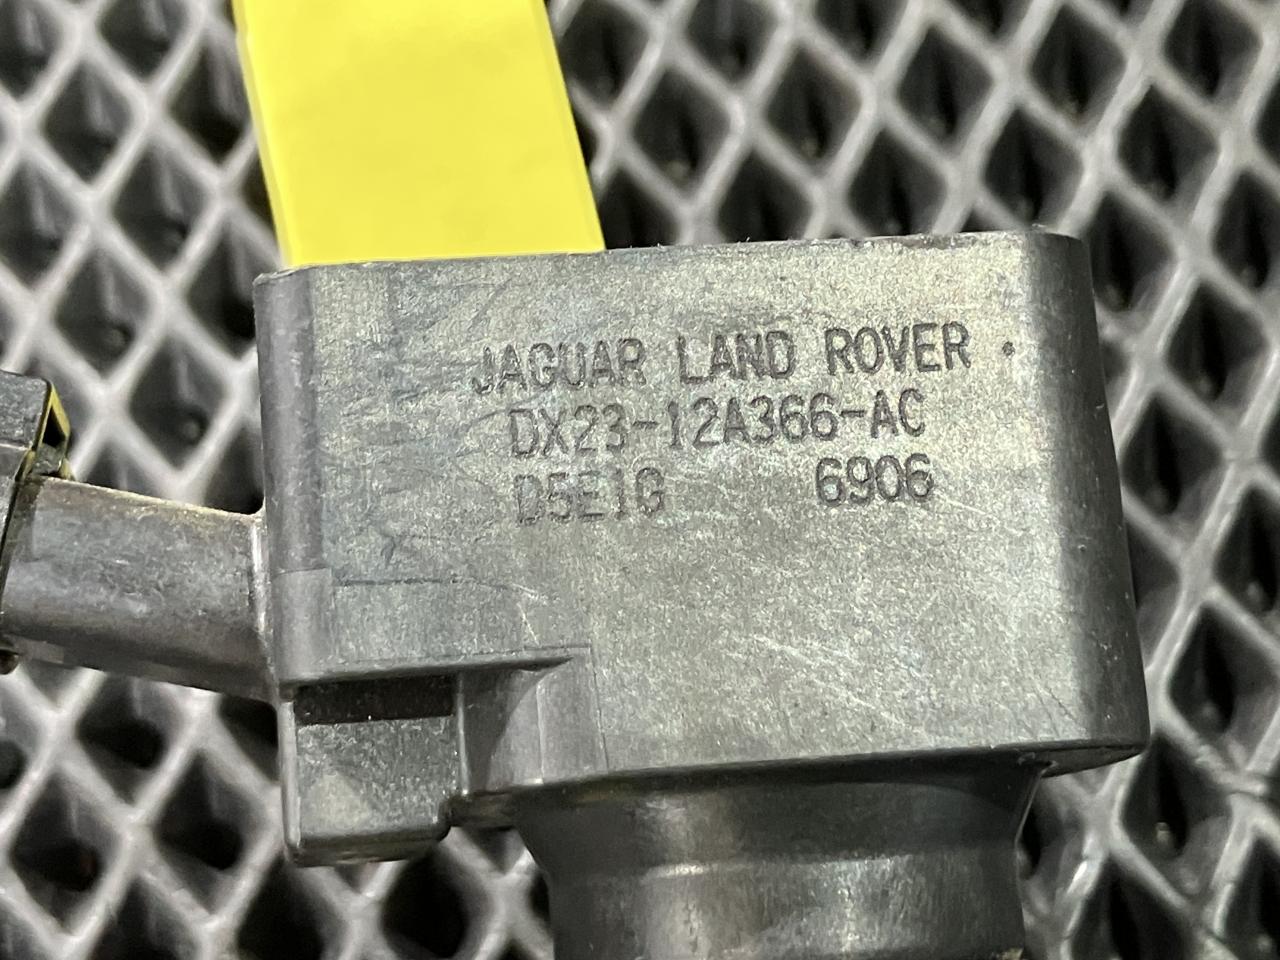 JAGUAR LAND ROVER
DX23-12A366-AC
D5E1G 6906